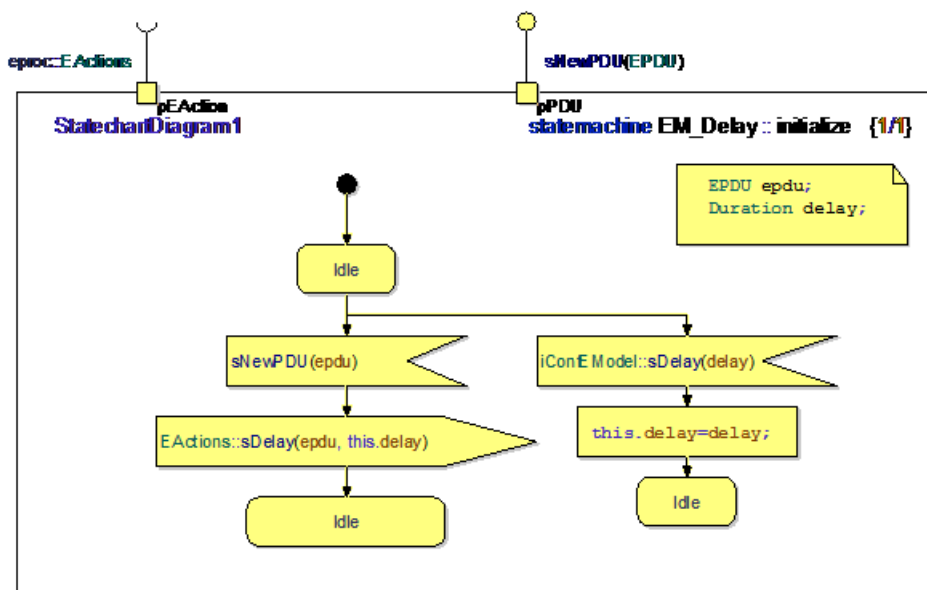 eproc::EActions
sNewPDU(EPDU)
pEAction
pPDU
StatechartDiagram1
statemachine EM_Delay :: initialize {1/1}
EPDU epdu;
Duration delay;
Idle
sNewPDU(epdu)
iConfEModel::sDelay(delay)
EActions::sDelay(epdu, this.delay)
this.delay=delay;
Idle
Idle